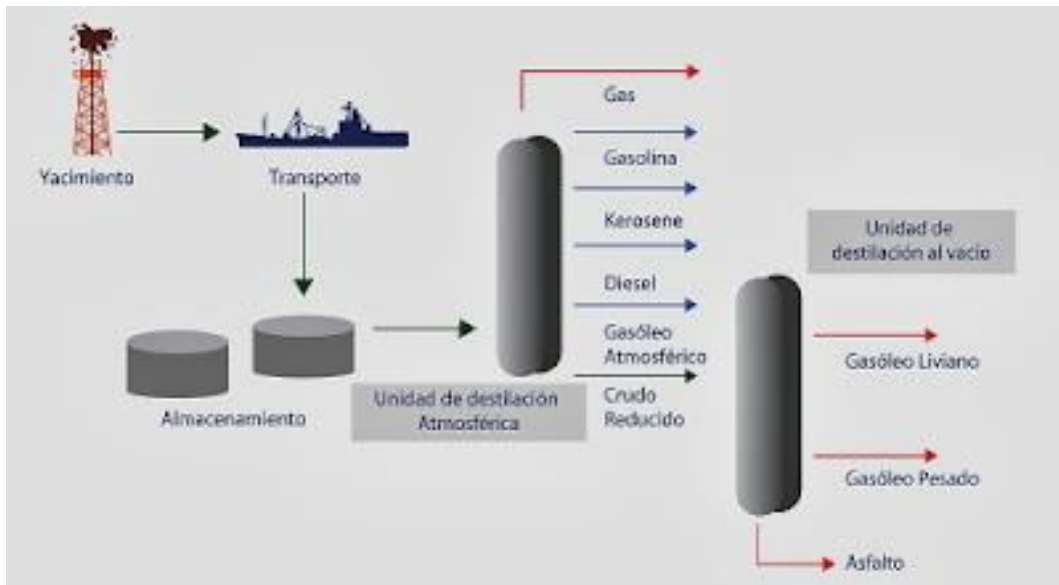 Yacimiento
Transporte
Almacenamiento
Unidad de destilación
Atmosférica
Gas
Gasolina
Kerosene
Diesel
Gasóleo
Atmosférico
Crudo
Reducido
Unidad de
destilación al vacio
Gasóleo Liviano
Gasóleo Pesado
Asfalto